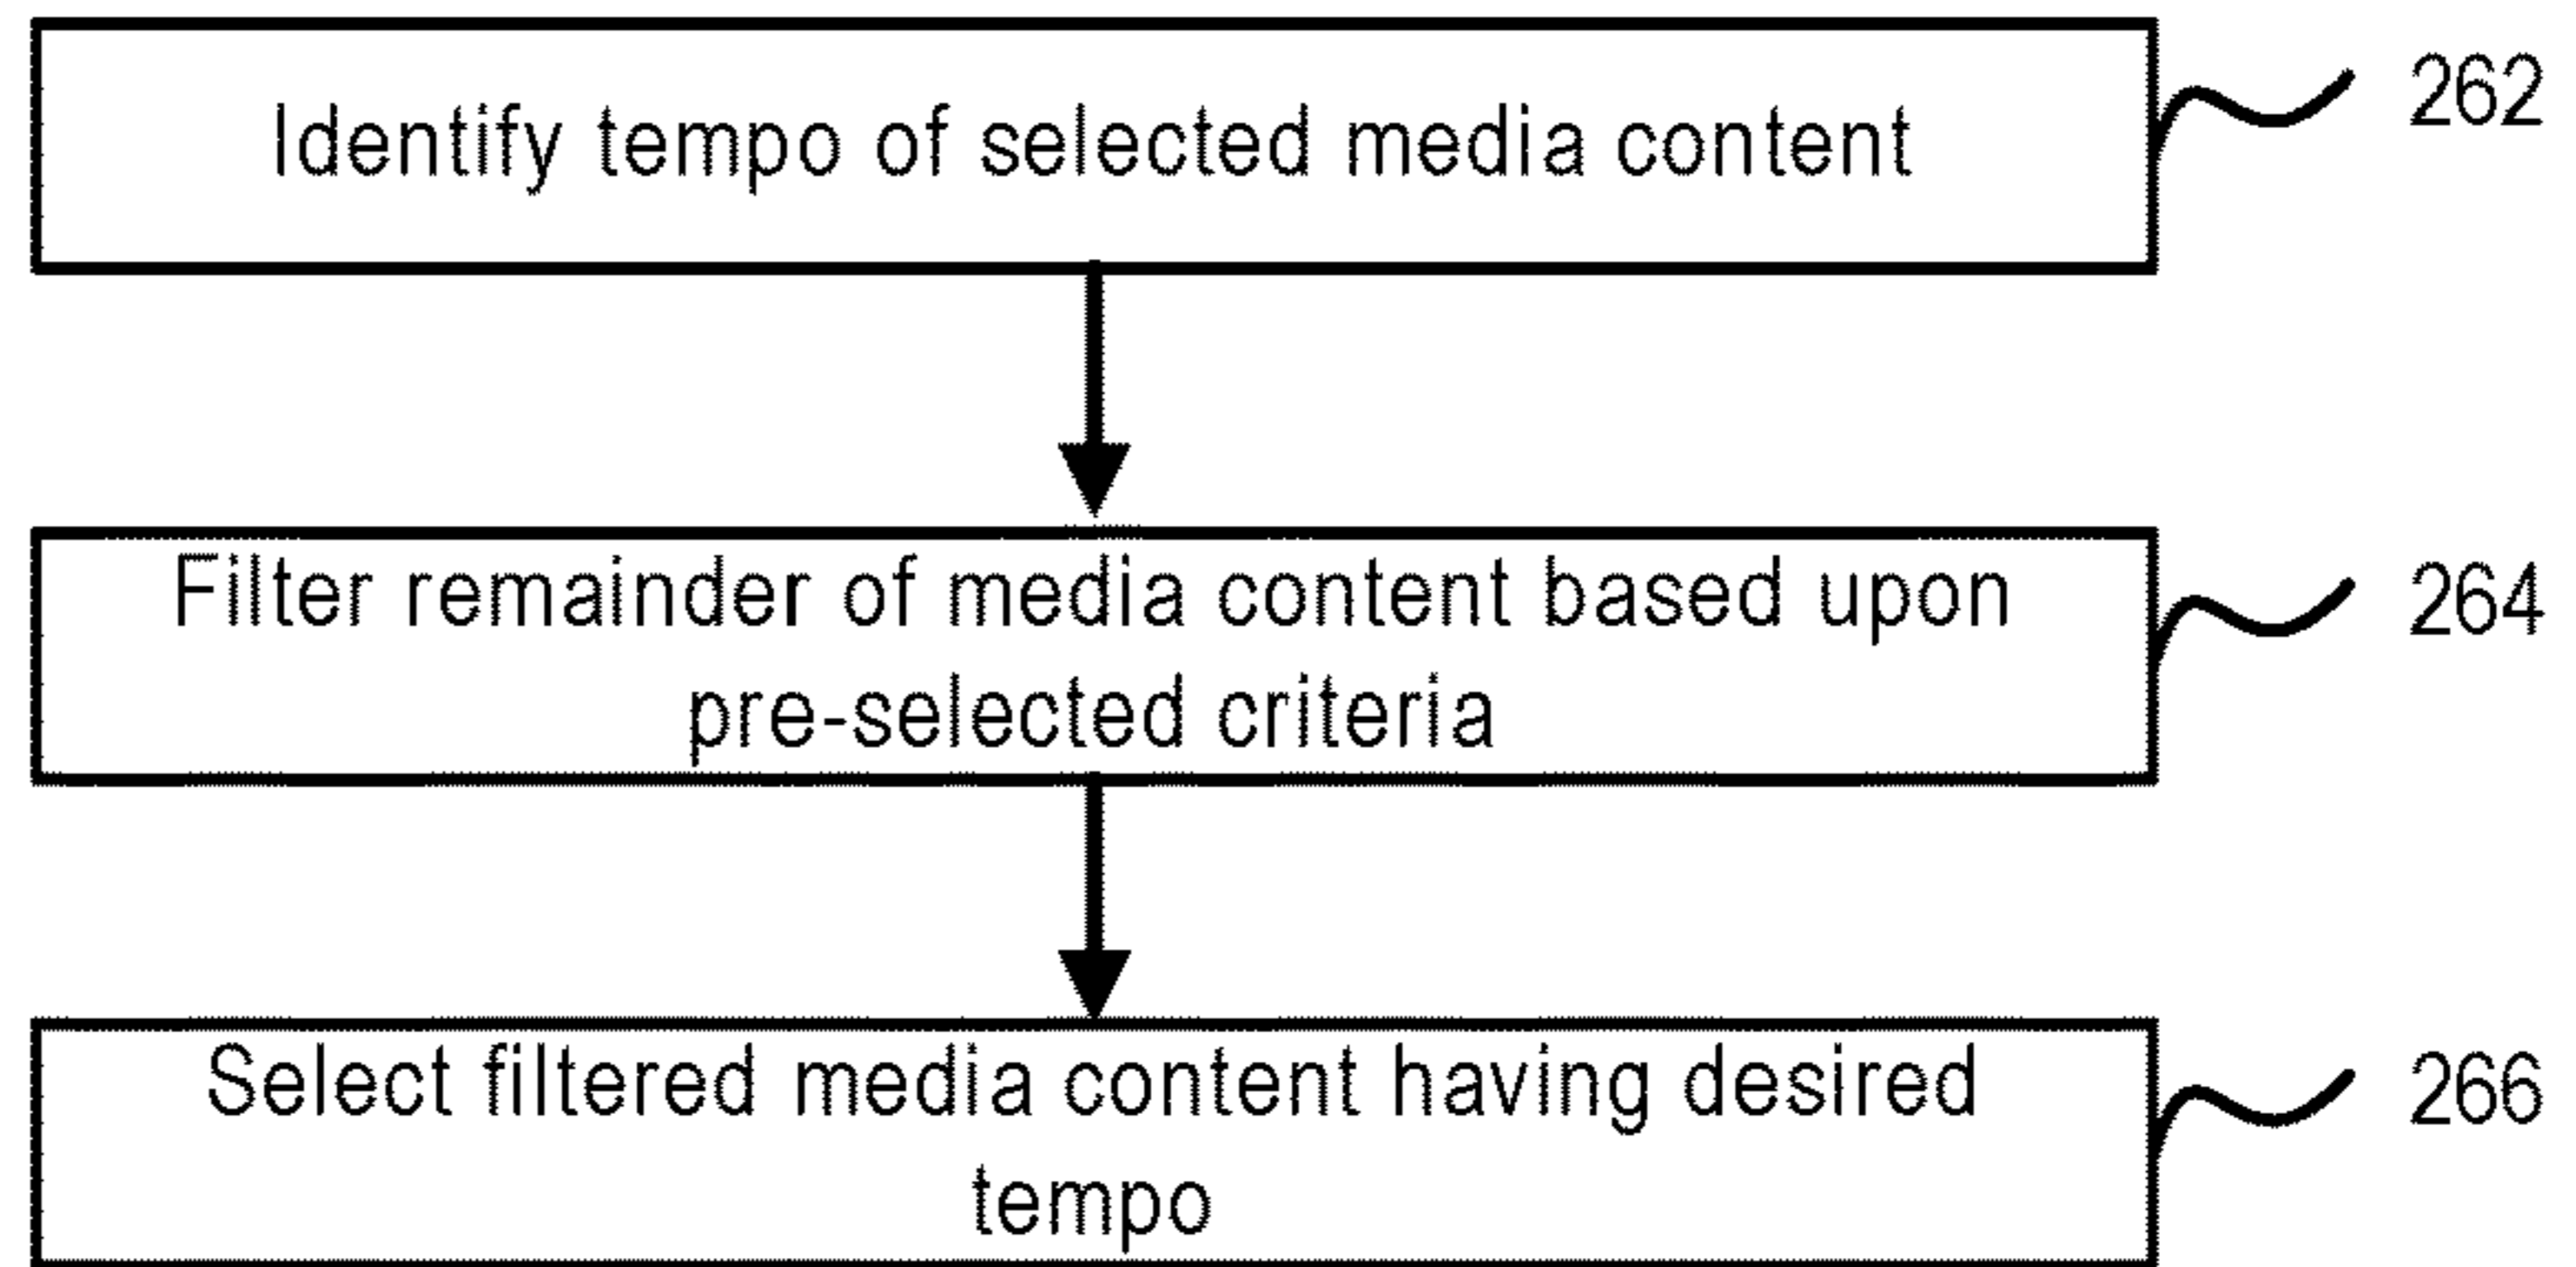 Identify tempo of selected media content
262
Filter remainder of media content based upon
pre-selected criteria
264
Select filtered media content having desired
tempo
266